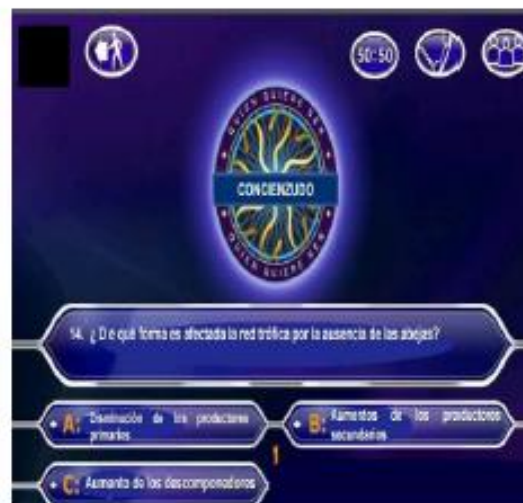 50:50
QUIEN QUIERE SER
CONCIENZUDO
QUIEN QUIERE SER
14. ¿De qué forma es afectada la red trófica por la ausencia de las abejas?
A: Disminución de los productores
primarios
B: Aumentos de los productores
secundarios
1
C: Aumento de los descomponedores